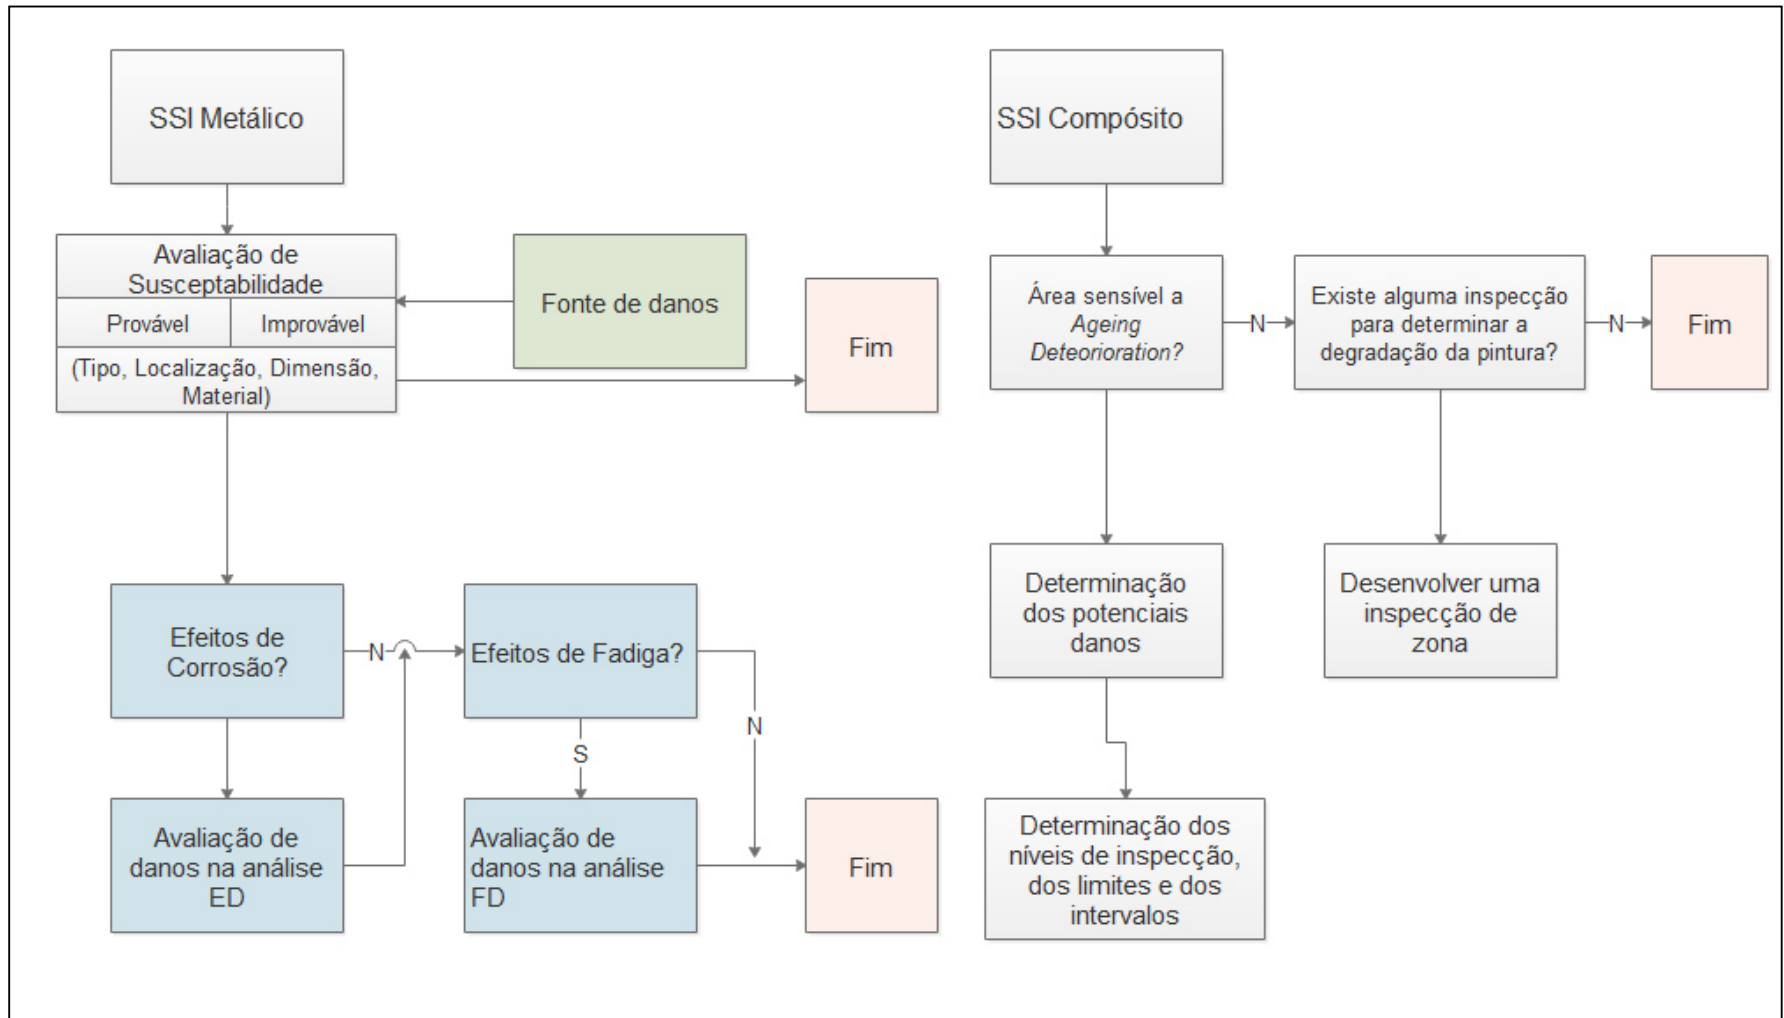 SSI Metálico
Avaliação de
Susceptabilidade
Provável
Improvável
(Tipo, Localização, Dimensão,
Material)
Fonte de danos
Fim
Efeitos de
Corrosão?
N
Efeitos de Fadiga?
N
S
Avaliação de
danos na análise
ED
Avaliação de
danos na análise
FD
Fim
SSI Compósito
Área sensível a
Ageing
Deteorioration?
N
Existe alguma inspecção
para determinar a
degradação da pintura?
N
Fim
Determinação
dos potenciais
danos
Desenvolver uma
inspecção de
zona
Determinação dos
níveis de inspecção,
dos limites e dos
intervalos